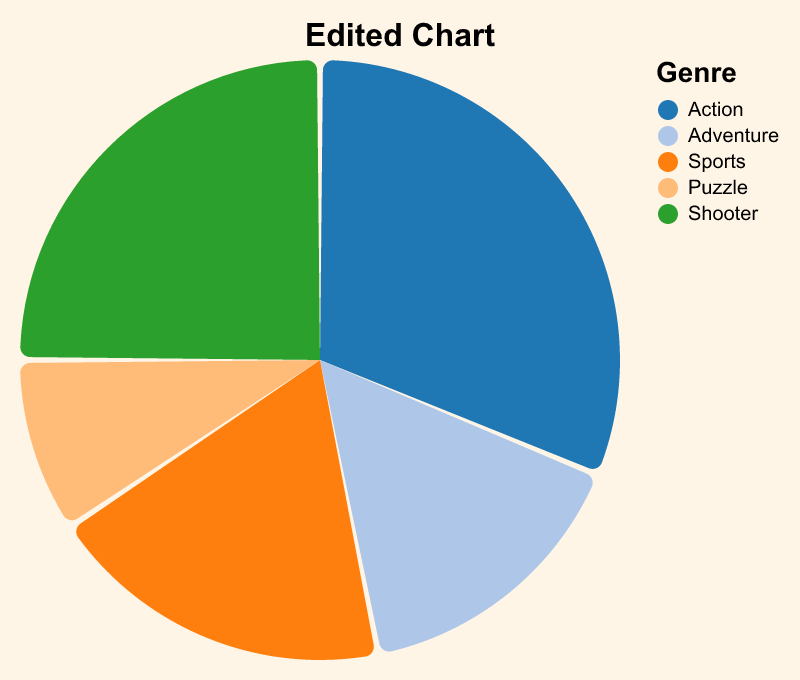 Edited Chart
Genre
Action
Adventure
Sports
Puzzle
Shooter